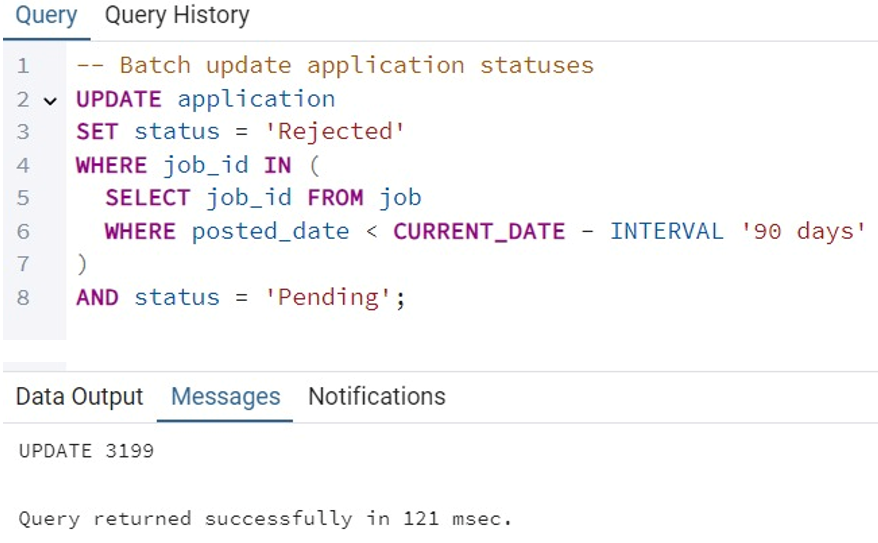 Query Query History
1 -- Batch update application statuses
2 UPDATE application
3 SET status = 'Rejected'
4 WHERE job_id IN (
5 SELECT job_id FROM job
6 WHERE posted_date < CURRENT_DATE - INTERVAL '90 days'
7 )
8 AND status = 'Pending';
Data Output Messages Notifications
UPDATE 3199
Query returned successfully in 121 msec.